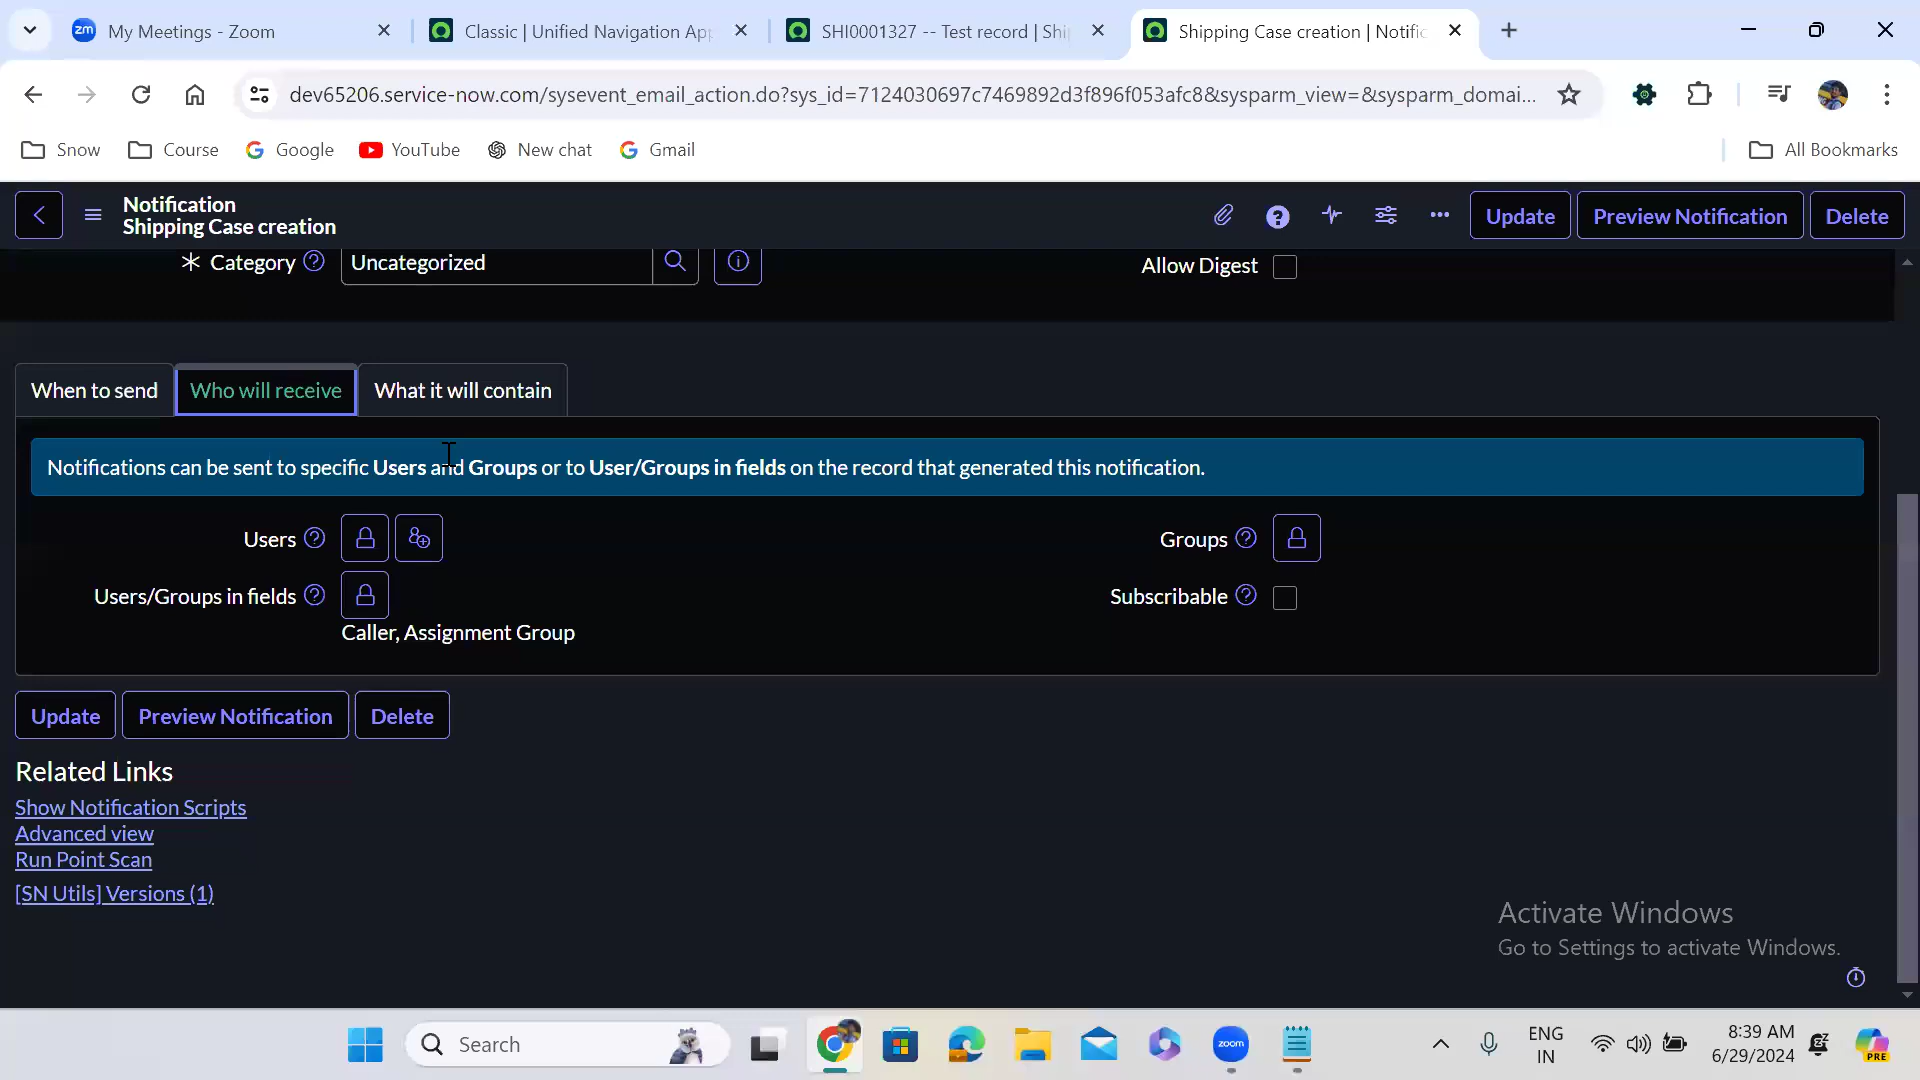 My Meetings - Zoom
Classic | Unified Navigation App
SHI0001327 -- Test record | Shi
Shipping Case creation | Notific
dev65206.service-now.com/sysevent_email_action.do?sys_id=7124030697c7469892d3f896f053afc8&sysparm_view=&sysparm_domai...
Snow
Course
Google
YouTube
New chat
Gmail
All Bookmarks
Notification
Shipping Case creation
Update
Preview Notification
Delete
Category
Uncategorized
Allow Digest
When to send
Who will receive
What it will contain
Notifications can be sent to specific Users and Groups or to User/Groups in fields on the record that generated this notification.
Users
Groups
Users/Groups in fields
Subscribable
Caller, Assignment Group
Update
Preview Notification
Delete
Related Links
Show Notification Scripts
Advanced view
Run Point Scan
[SN Utils] Versions (1)
Activate Windows
Go to Settings to activate Windows.
Search
zoom
ENG
IN
8:39 AM
6/29/2024
PRE